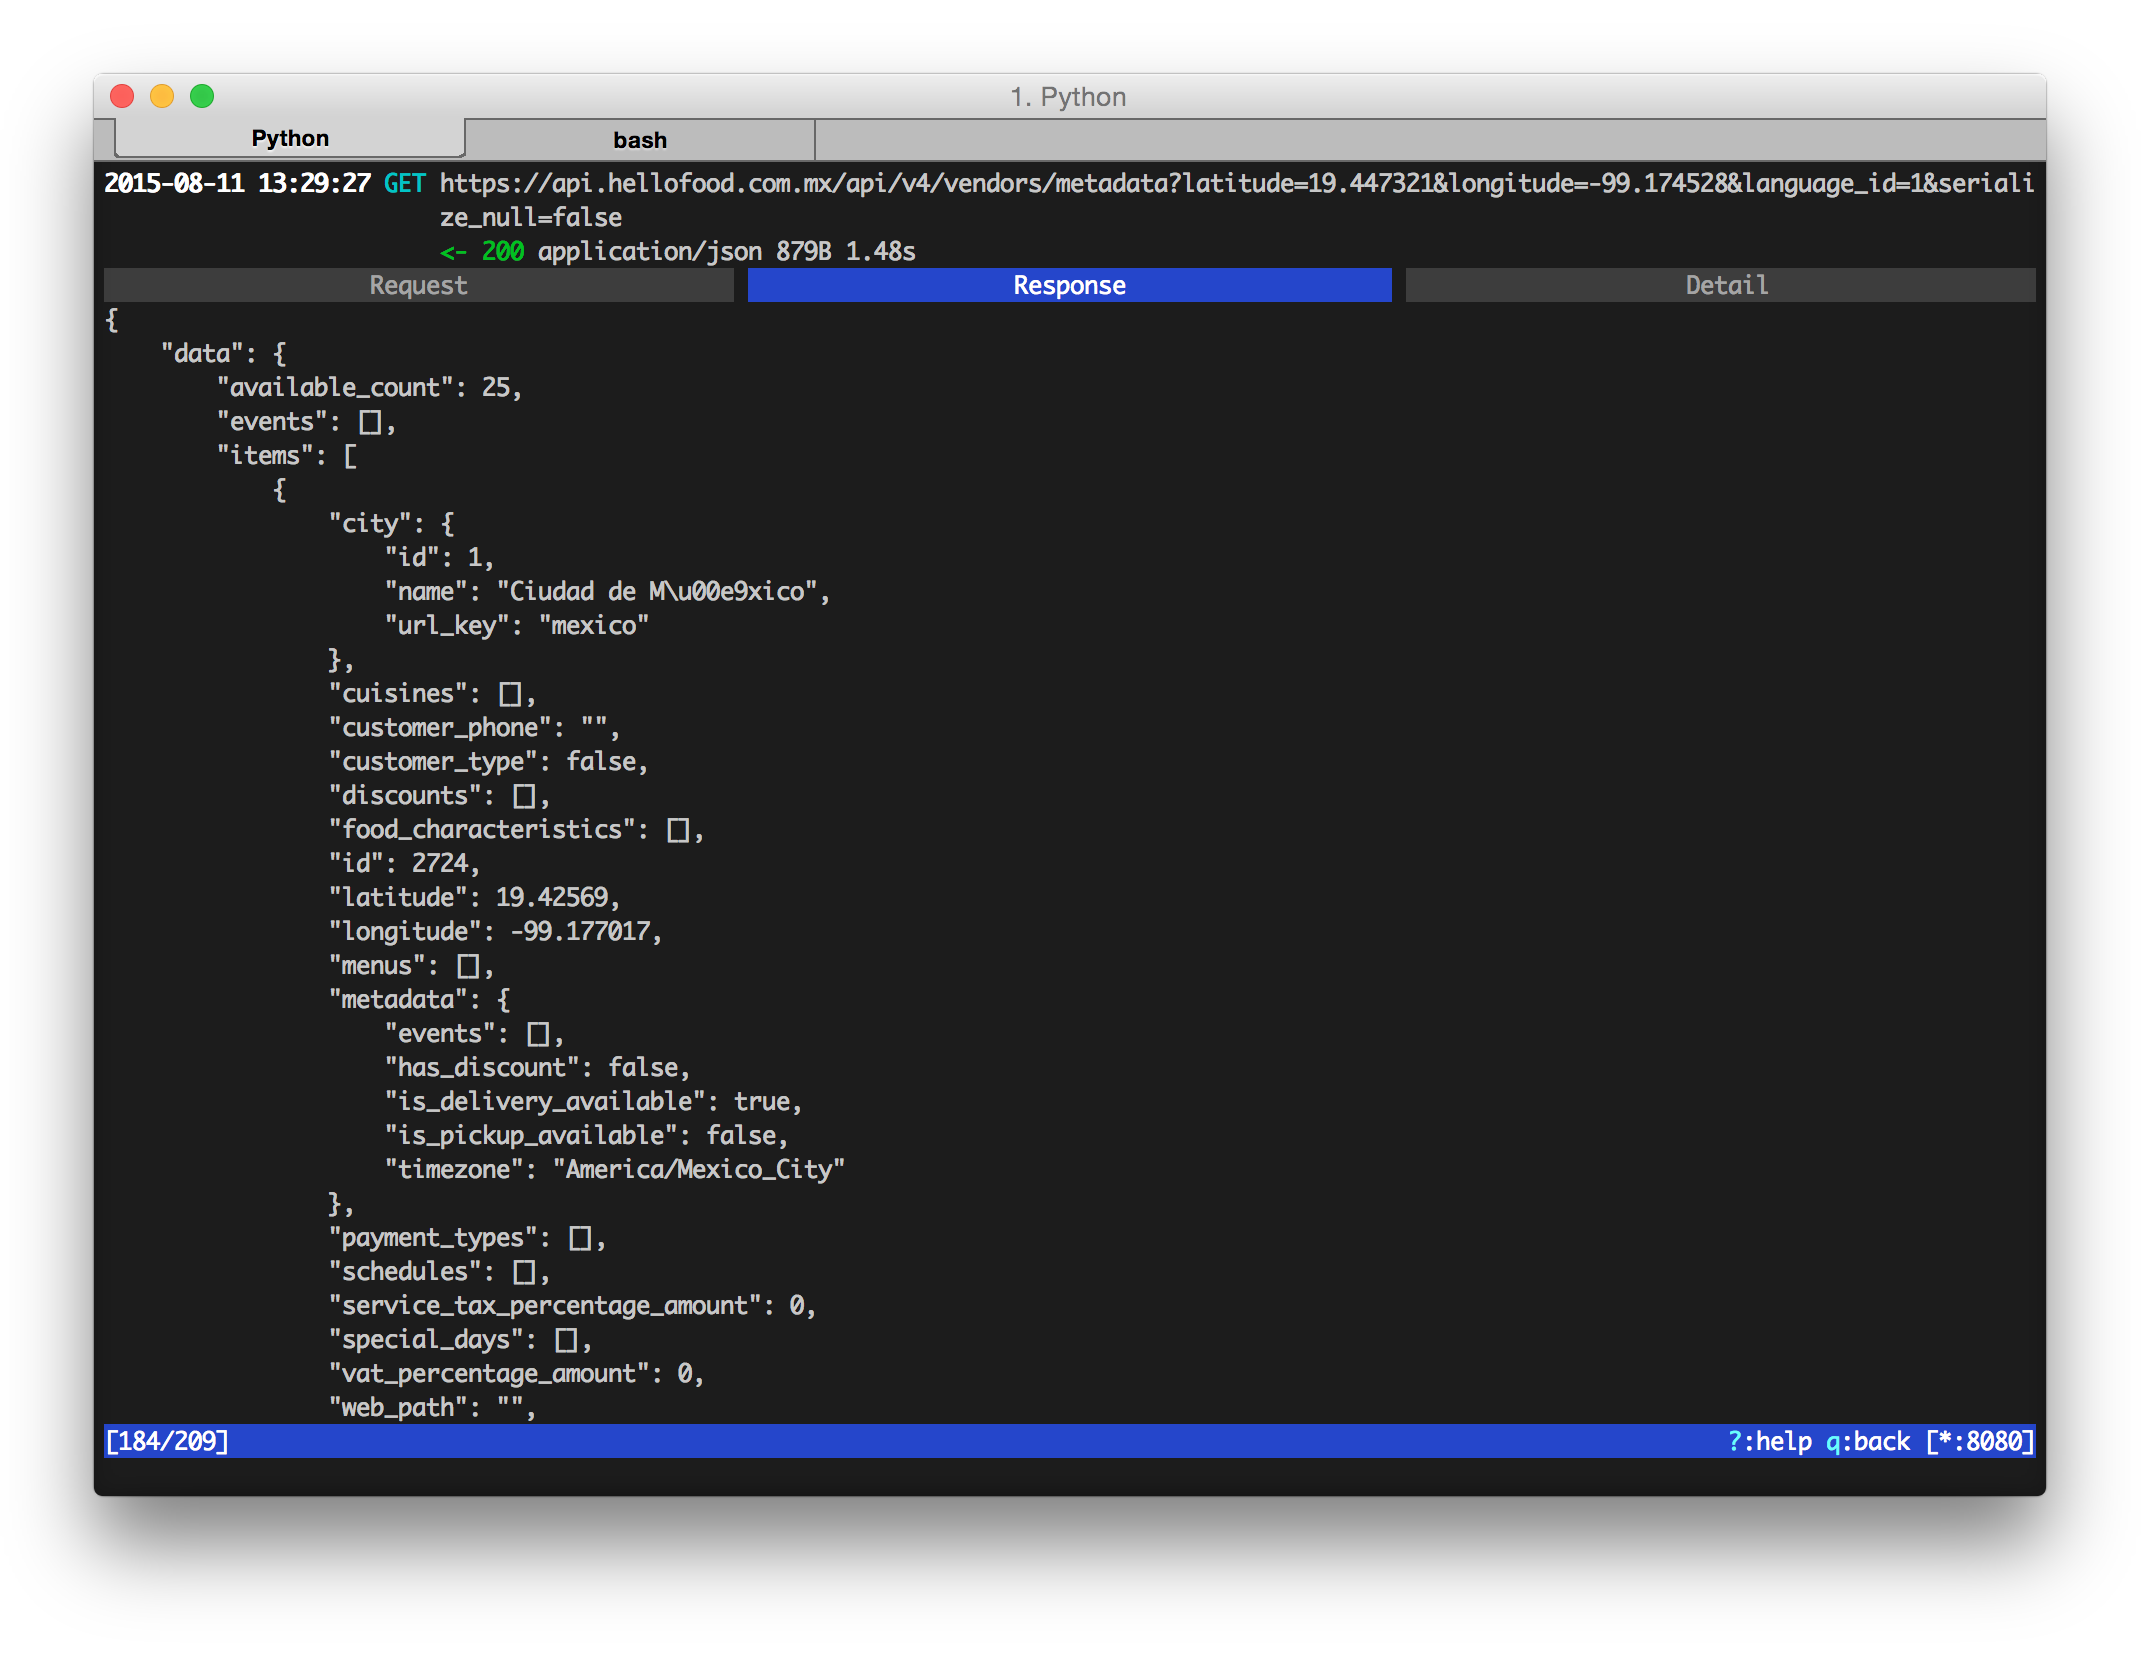 1. Python
Python bash
2015-08-11 13:29:27 GET https://api.hellofood.com.mx/api/v4/vendors/metadata?latitude=19.447321&longitude=-99.174528&language_id=1&seriali
ze_null=false
<- 200 application/json 879B 1.48s
Request Response Detail
{
    "data": {
        "available_count": 25,
        "events": [],
        "items": [
            {
                "city": {
                    "id": 1,
                    "name": "Ciudad de M\u00e9xico",
                    "url_key": "mexico"
                },
                "cuisines": [],
                "customer_phone": "",
                "customer_type": false,
                "discounts": [],
                "food_characteristics": [],
                "id": 2724,
                "latitude": 19.42569,
                "longitude": -99.177017,
                "menus": [],
                "metadata": {
                    "events": [],
                    "has_discount": false,
                    "is_delivery_available": true,
                    "is_pickup_available": false,
                    "timezone": "America/Mexico_City"
                },
                "payment_types": [],
                "schedules": [],
                "service_tax_percentage_amount": 0,
                "special_days": [],
                "vat_percentage_amount": 0,
                "web_path": "",
[184/209] ?:help q:back [*:8080]